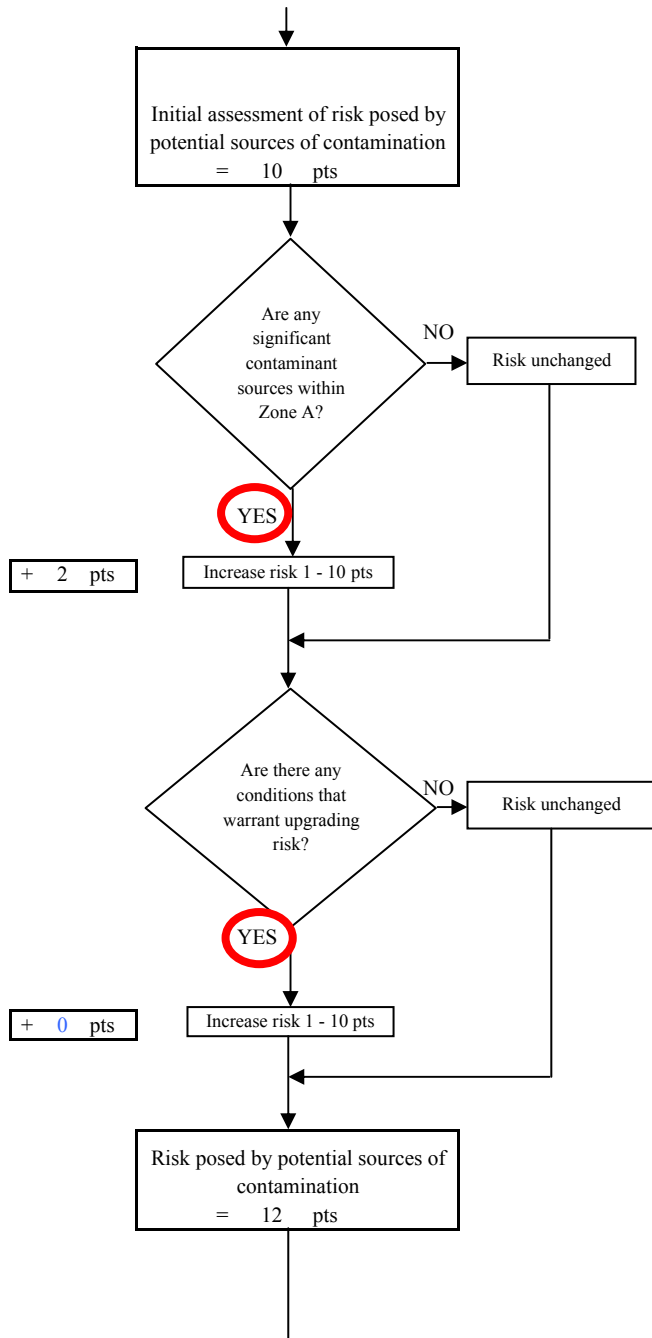 Initial assessment of risk posed by
potential sources of contamination
= 10 pts
Are any
significant
contaminant
sources within
Zone A?
NO
Risk unchanged
YES
+ 2 pts
Increase risk 1 - 10 pts
Are there any
conditions that
warrant upgrading
risk?
NO
Risk unchanged
YES
+ 0 pts
Increase risk 1 - 10 pts
Risk posed by potential sources of
contamination
= 12 pts